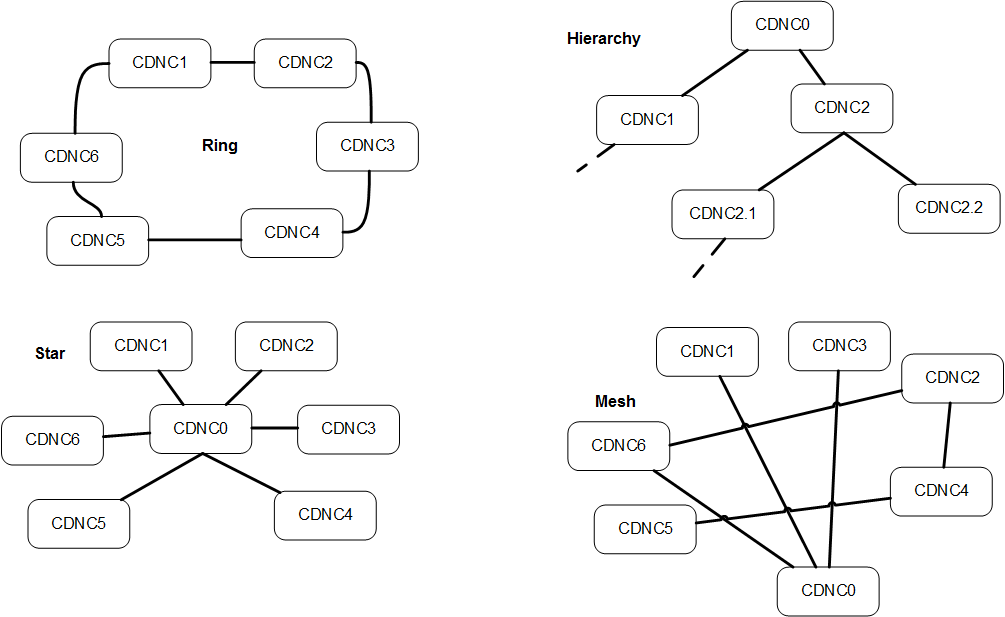 Ring
CDNC1
CDNC2
CDNC3
CDNC4
CDNC5
CDNC6
Hierarchy
CDNC0
CDNC1
CDNC2
CDNC2.1
CDNC2.2
Star
CDNC1
CDNC2
CDNC6
CDNC0
CDNC3
CDNC5
CDNC4
Mesh
CDNC1
CDNC3
CDNC2
CDNC6
CDNC4
CDNC5
CDNC0